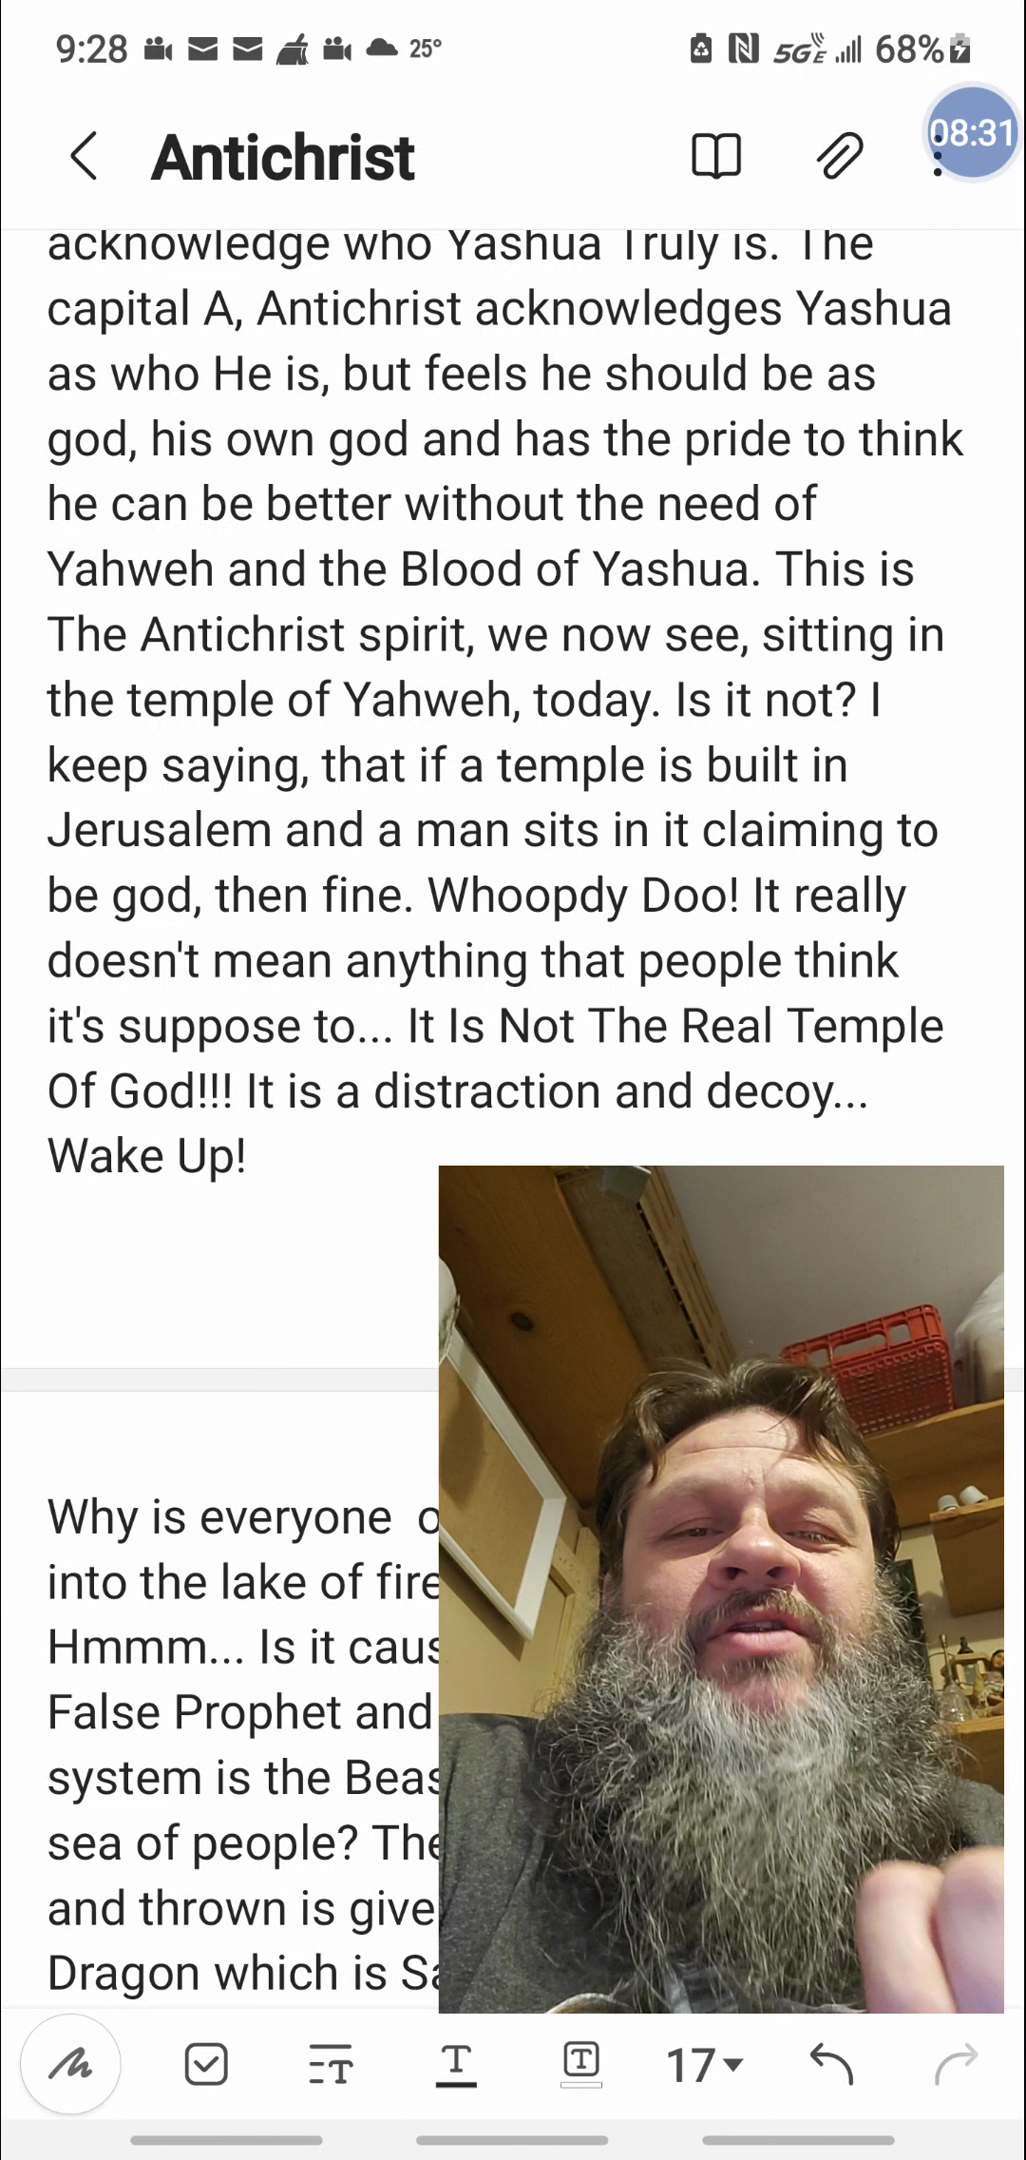 9:28 25° 5GE 68%
08:31
Antichrist
acknowledge who Yashua Truly is. The
capital A, Antichrist acknowledges Yashua
as who He is, but feels he should be as
god, his own god and has the pride to think
he can be better without the need of
Yahweh and the Blood of Yashua. This is
The Antichrist spirit, we now see, sitting in
the temple of Yahweh, today. Is it not? I
keep saying, that if a temple is built in
Jerusalem and a man sits in it claiming to
be god, then fine. Whoopdy Doo! It really
doesn't mean anything that people think
it's suppose to... It Is Not The Real Temple
Of God!!! It is a distraction and decoy...
Wake Up!
Why is everyone
into the lake of fire
Hmmm... Is it
False Prophet and
system is the
sea of people?
and thrown is
Dragon which is
17